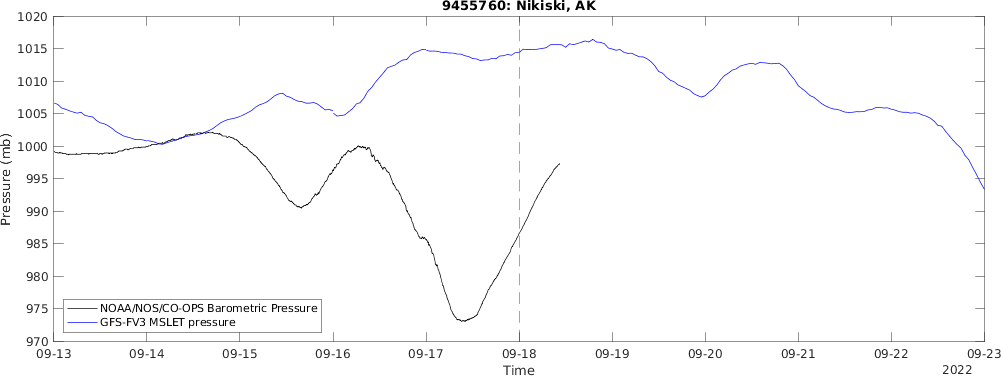 9455760: Nikiski, AK
1020
1015
1010
1005
1000
995
990
985
980
975
970
Pressure (mb)
NOAA/NOS/CO-OPS Barometric Pressure
GFS-FV3 MSLET pressure
09-13 09-14 09-15 09-16 09-17 09-18 09-19 09-20 09-21 09-22 09-23
Time
2022